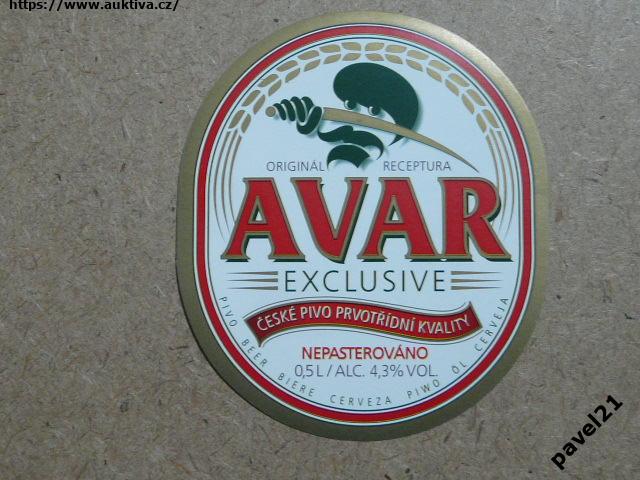 https://www.auktiva.cz/
ORIGINÁL RECEPTURA
AVAR
EXCLUSIVE
ČESKÉ PIVO PRVOTŘÍDNÍ KVALITY
NEPASTEROVÁNO
0,5 L / ALC. 4,3% VOL.
PIVO BEER BIERE CERVEZA PIWO ÖL CERVEJA
pavel21